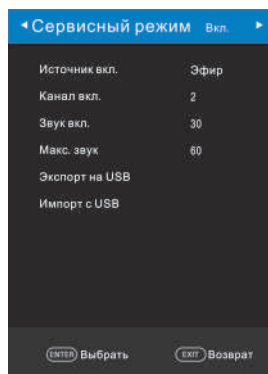 Сервисный режим Вкл.
Источник вкл. Эфир
Канал вкл. 2
Звук вкл. 30
Макс. звук 60
Экспорт на USB
Импорт с USB
ENTER Выбрать EXIT Возврат